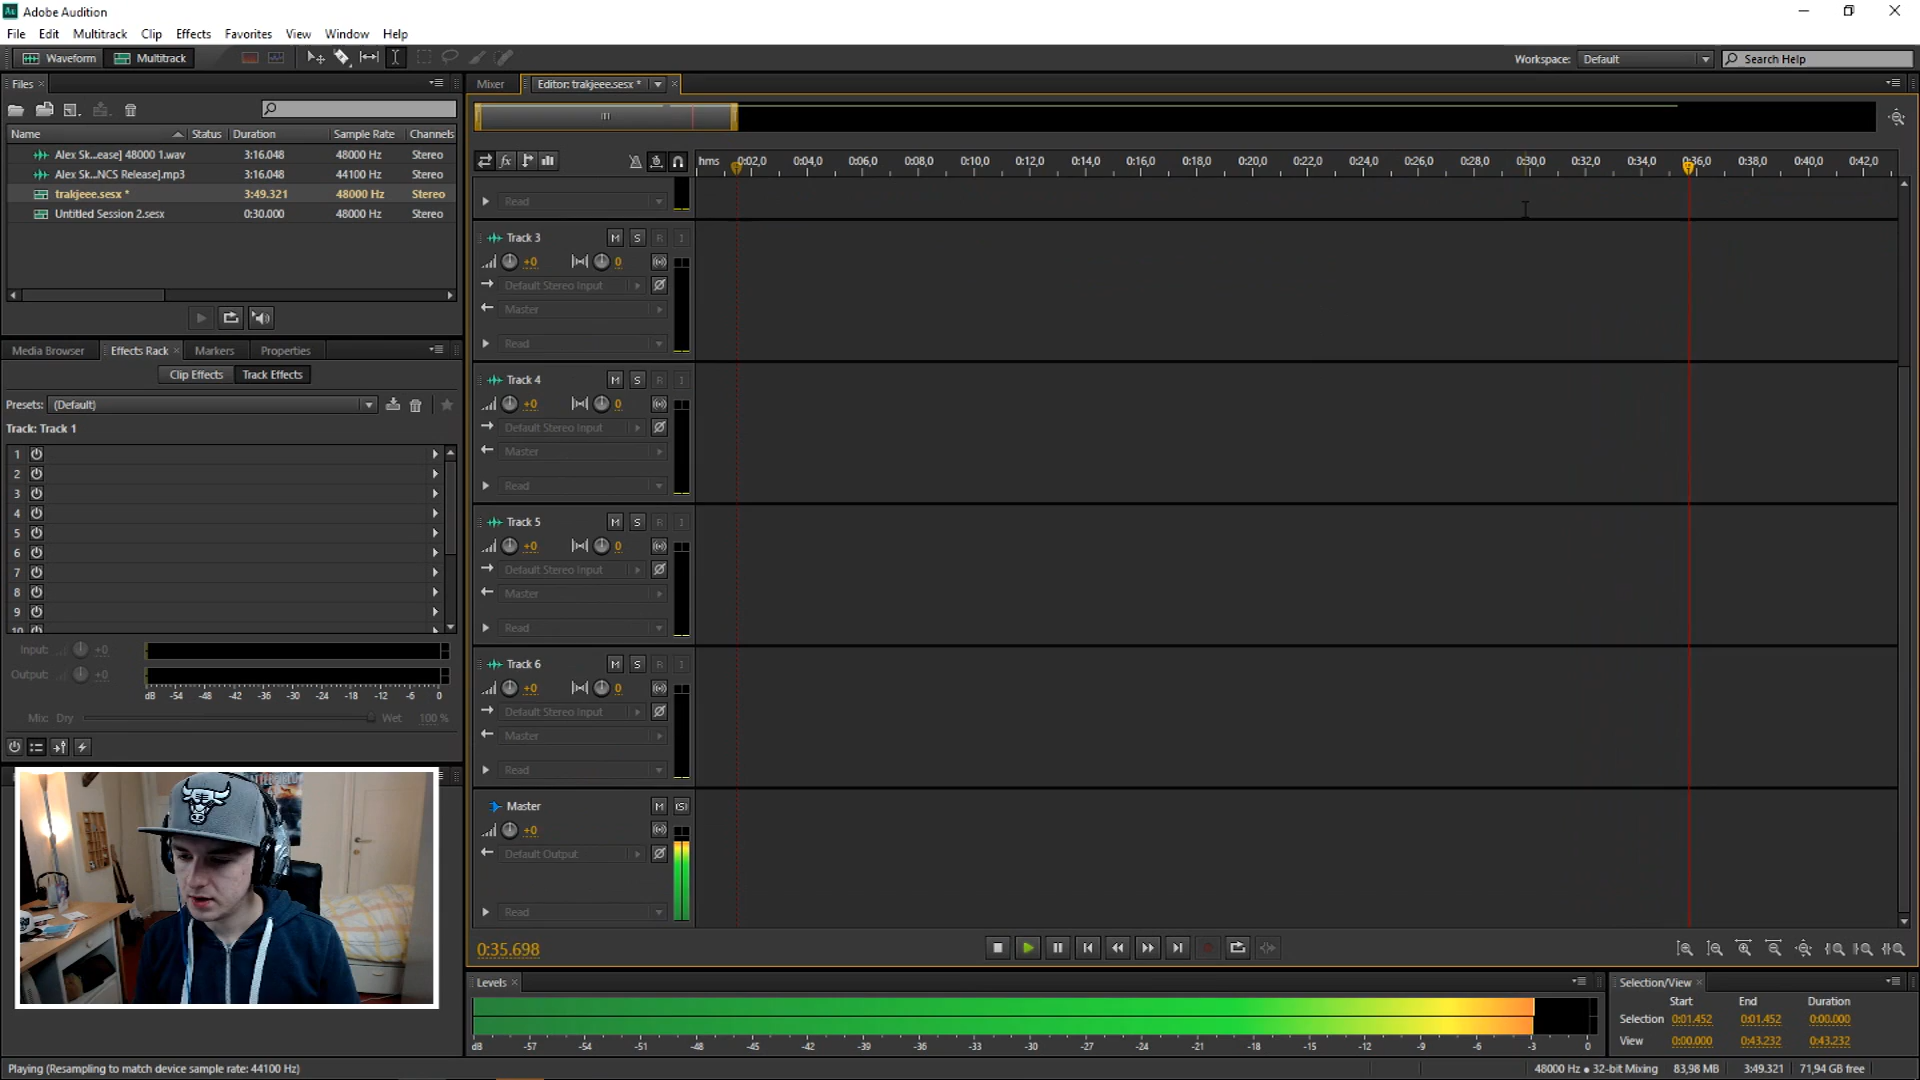 Au Adobe Audition
File Edit Multitrack Clip Effects Favorites View Window Help
Waveform Multitrack Workspace: Default Search Help
Files × Mixer Editor: trakjeee.sesx * ×
Name Status Duration Sample Rate Channels
Alex Sk...ease] 48000 1.wav 3:16.048 48000 Hz Stereo
Alex Sk...NCS Release].mp3 3:16.048 44100 Hz Stereo
trakjeee.sesx * 3:49.321 48000 Hz Stereo
Untitled Session 2.sesx 0:30.000 48000 Hz Stereo
hms 0:02,0 0:04,0 0:06,0 0:08,0 0:10,0 0:12,0 0:14,0 0:16,0 0:18,0 0:20,0 0:22,0 0:24,0 0:26,0 0:28,0 0:30,0 0:32,0 0:34,0 0:36,0 0:38,0 0:40,0 0:42,0
Read
Track 3 M S R I
+0 0
Default Stereo Input
Master
Read
Track 4 M S R I
+0 0
Default Stereo Input
Master
Read
Track 5 M S R I
+0 0
Default Stereo Input
Master
Read
Track 6 M S R I
+0 0
Default Stereo Input
Master
Read
Master M (S)
+0
Default Output
Read
Media Browser Effects Rack × Markers Properties
Clip Effects Track Effects
Presets: (Default)
Track: Track 1
1
2
3
4
5
6
7
8
9
10
Input: +0
Output: +0
dB -54 -48 -42 -36 -30 -24 -18 -12 -6 0
Mix: Dry Wet 100 %
0:35.698
Levels ×
dB -57 -54 -51 -48 -45 -42 -39 -36 -33 -30 -27 -24 -21 -18 -15 -12 -9 -6 -3 0
Selection/View ×
Start End Duration
Selection 0:01.452 0:01.452 0:00.000
View 0:00.000 0:43.232 0:43.232
Playing (Resampling to match device sample rate: 44100 Hz) 48000 Hz ● 32-bit Mixing 83,98 MB 3:49.321 71,94 GB free